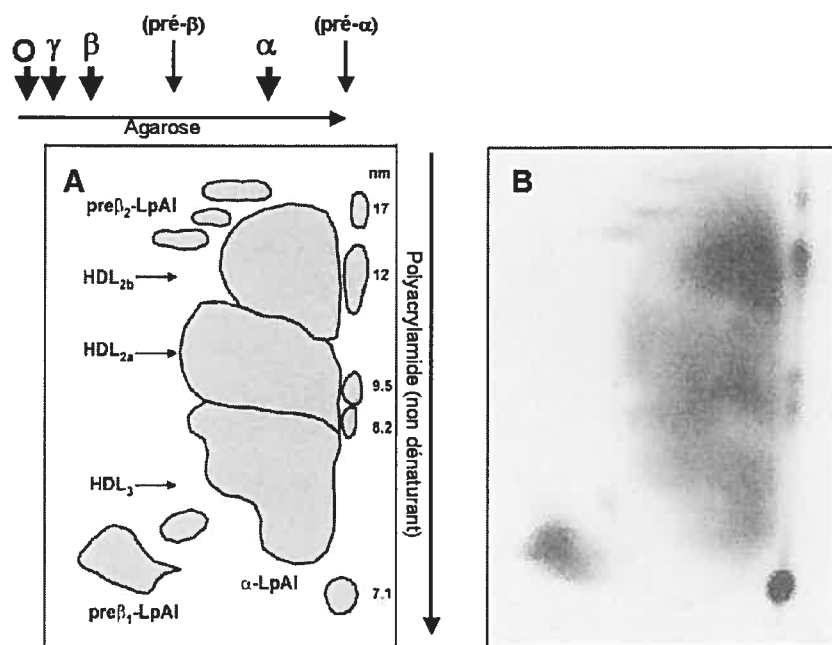 (pré-β) (pré-α)
O γ β α
Agarose
A nm B
preβ₂-LpAI 17
HDL₂b 12
HDL₂a
9.5
8.2
Polyacrylamide (non dénaturant)
HDL₃
α-LpAI 7.1
preβ₁-LpAI